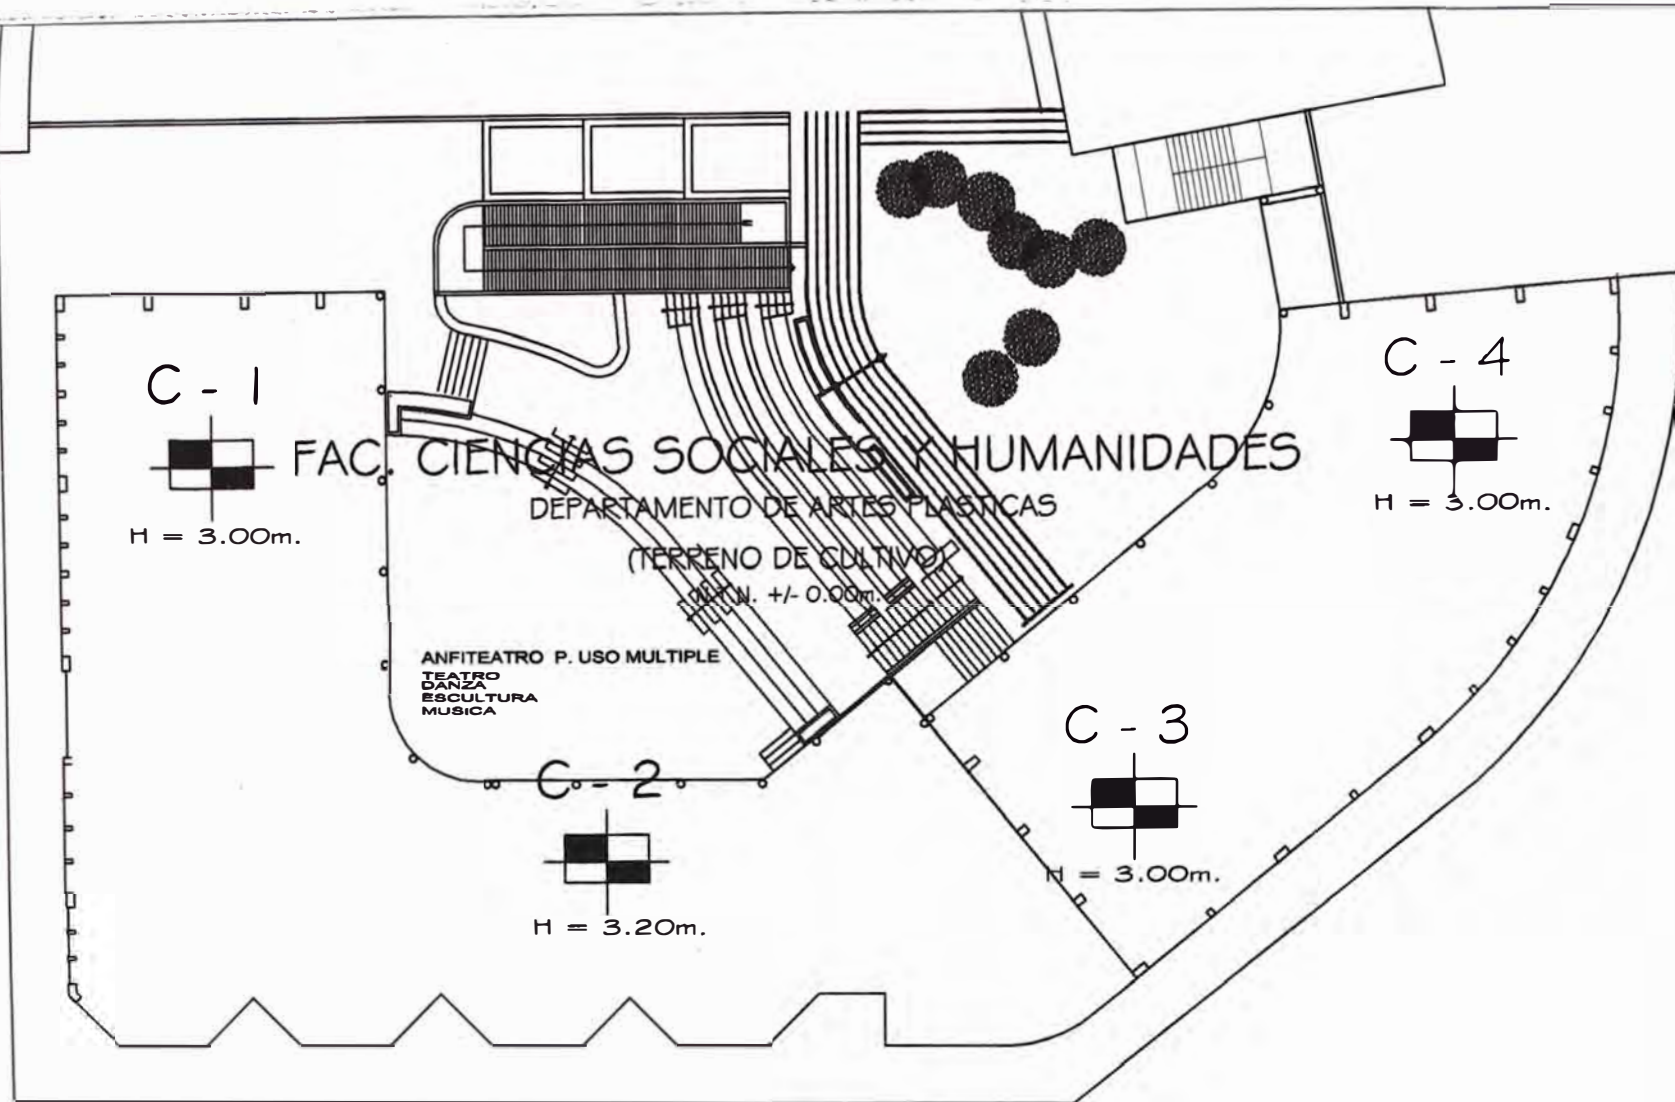 C - 1
H = 3.00m.
C - 4
H = 3.00m.
FAC. CIENCIAS SOCIALES Y HUMANIDADES
DEPARTAMENTO DE ARTES PLASTICAS
(TERRENO DE CULTIVO)
N.T.N. +/- 0.00m.
ANFITEATRO P. USO MULTIPLE
TEATRO
DANZA
ESCULTURA
MUSICA
C - 2
H = 3.20m.
C - 3
H = 3.00m.